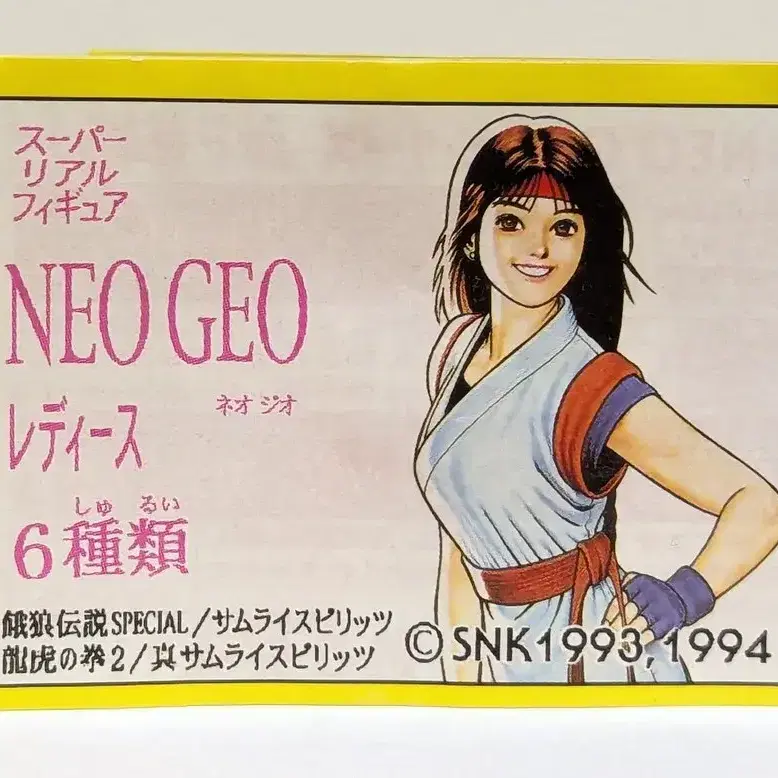 スーパー
リアル
フィギュア
NEO GEO
ネオ ジオ
レディース
しゅ るい
6種類
餓狼伝説SPECIAL/サムライスピリッツ
龍虎の拳2/真サムライスピリッツ
©SNK1993,1994